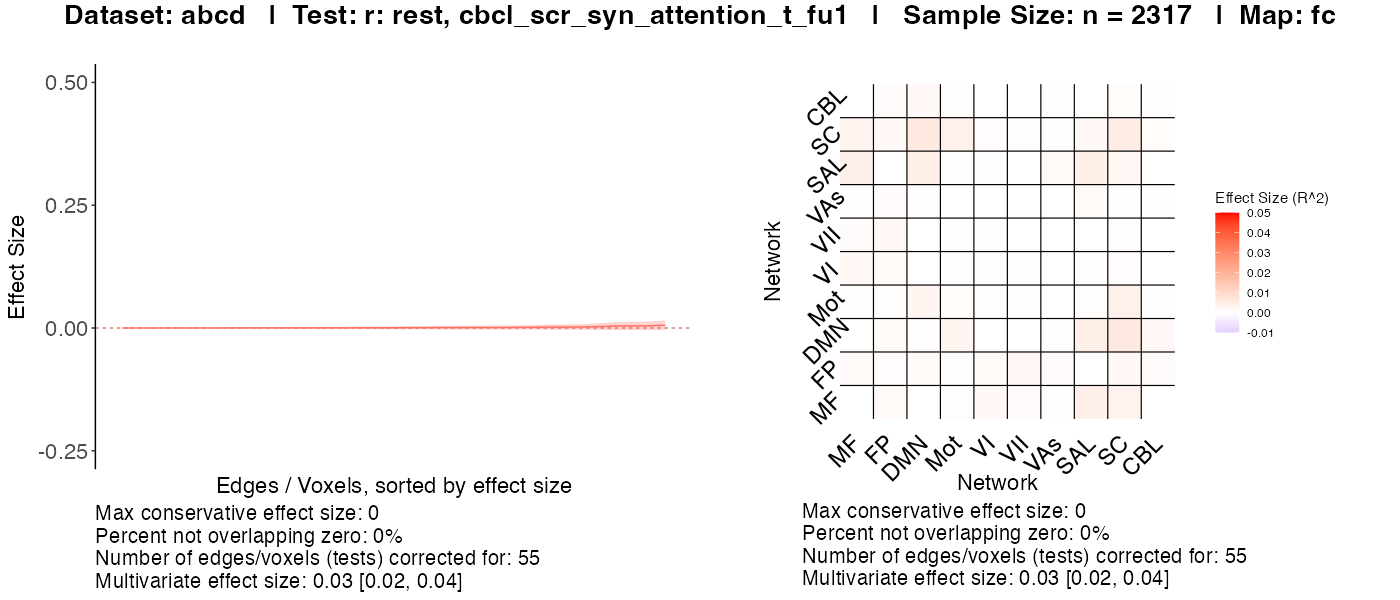 Dataset: abcd | Test: r: rest, cbcl_scr_syn_attention_t_fu1 | Sample Size: n = 2317 | Map: fc
0.50
0.25
0.00
-0.25
Effect Size
Edges / Voxels, sorted by effect size
Max conservative effect size: 0
Percent not overlapping zero: 0%
Number of edges/voxels (tests) corrected for: 55
Multivariate effect size: 0.03 [0.02, 0.04]
Network
CBL
SC
SAL
VAs
VII
VI
Mot
DMN
FP
MF
MF
FP
DMN
Mot
VI
VII
VAs
SAL
SC
CBL
Network
Max conservative effect size: 0
Percent not overlapping zero: 0%
Number of edges/voxels (tests) corrected for: 55
Multivariate effect size: 0.03 [0.02, 0.04]
Effect Size (R^2)
0.05
0.04
0.03
0.02
0.01
0.00
-0.01